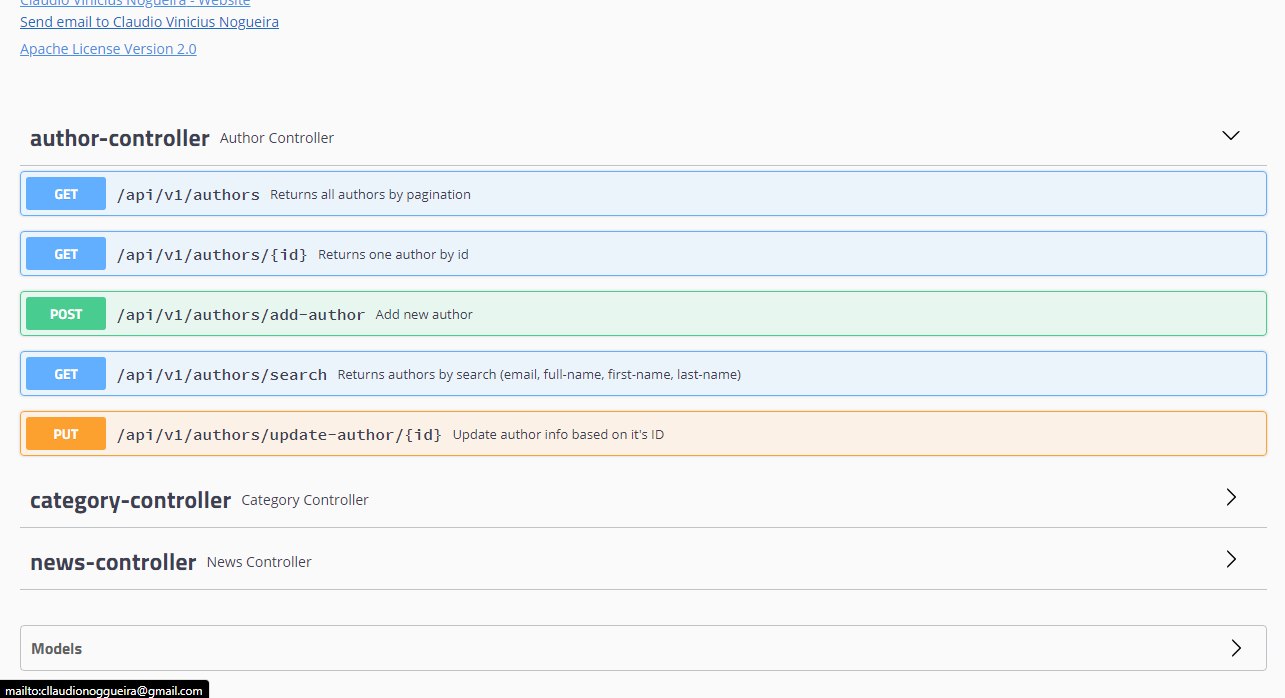 Claudio Vinicius Nogueira - Website
Send email to Claudio Vinicius Nogueira
Apache License Version 2.0
author-controller Author Controller
GET /api/v1/authors Returns all authors by pagination
GET /api/v1/authors/{id} Returns one author by id
POST /api/v1/authors/add-author Add new author
GET /api/v1/authors/search Returns authors by search (email, full-name, first-name, last-name)
PUT /api/v1/authors/update-author/{id} Update author info based on it's ID
category-controller Category Controller
news-controller News Controller
Models
mailto:cllaudionoggueira@gmail.com